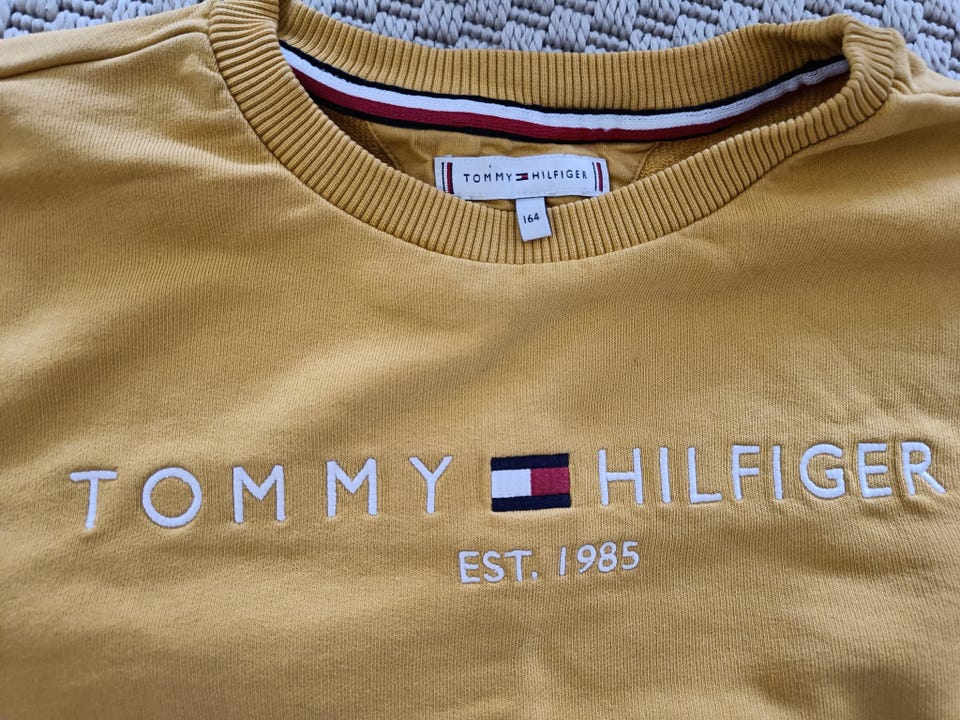 TOMMY HILFIGER
164
TOMMY HILFIGER
EST. 1985